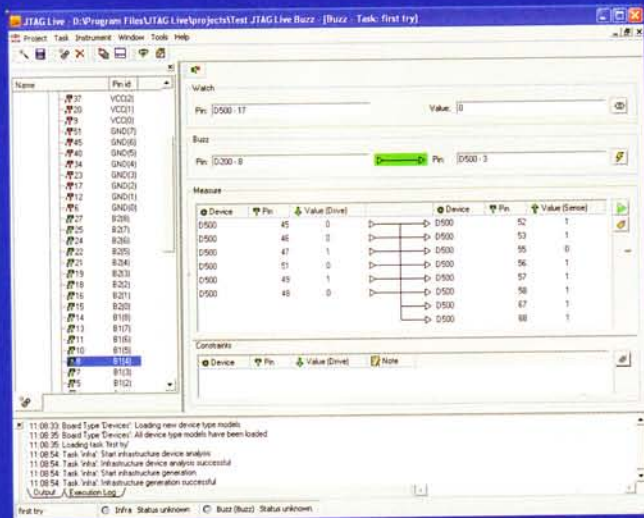 JTAG Live - D:\Program Files\JTAG Live\projects\Test JTAG Live Buzz - [Buzz - Task: first try]
Project Task Instrument Window Tools Help
Name Pin id
37 VCC(2)
20 VCC(1)
9 VCC(0)
51 GND(7)
45 GND(6)
40 GND(5)
34 GND(4)
23 GND(3)
17 GND(2)
12 GND(1)
6 GND(0)
27 B2(8)
25 B2(7)
24 B2(6)
22 B2(5)
21 B2(4)
19 B2(3)
18 B2(2)
16 B2(1)
15 B2(0)
14 B1(8)
13 B1(7)
11 B1(6)
10 B1(5)
8 B1(4)
7 B1(3)
5 B1(2)
Watch
Pin: D500 - 17 Value: 0
Buzz
Pin: D200 - 8 Pin: D500 - 3
Measure
Device Pin Value (Drive) Device Pin Value (Sense)
D500 45 0 D500 52 1
D500 46 0 D500 53 1
D500 47 1 D500 55 0
D500 51 0 D500 56 1
D500 49 1 D500 57 1
D500 48 0 D500 58 1
D500 67 1
D500 68 1
Constraints
Device Pin Value (Drive) Note
11:08:33: Board Type 'Devices': Loading new device type models
11:08:35: Board Type 'Devices': All device type models have been loaded
11:08:35: Loading task 'first try'
11:08:54: Task 'Infra': Start infrastructure device analysis
11:08:54: Task 'Infra': Infrastructure device analysis successful
11:08:54: Task 'Infra': Start infrastructure generation
11:08:54: Task 'Infra': Infrastructure generation successful
Output Execution Log
first try Infra Status unknown Buzz (Buzz) Status unknown